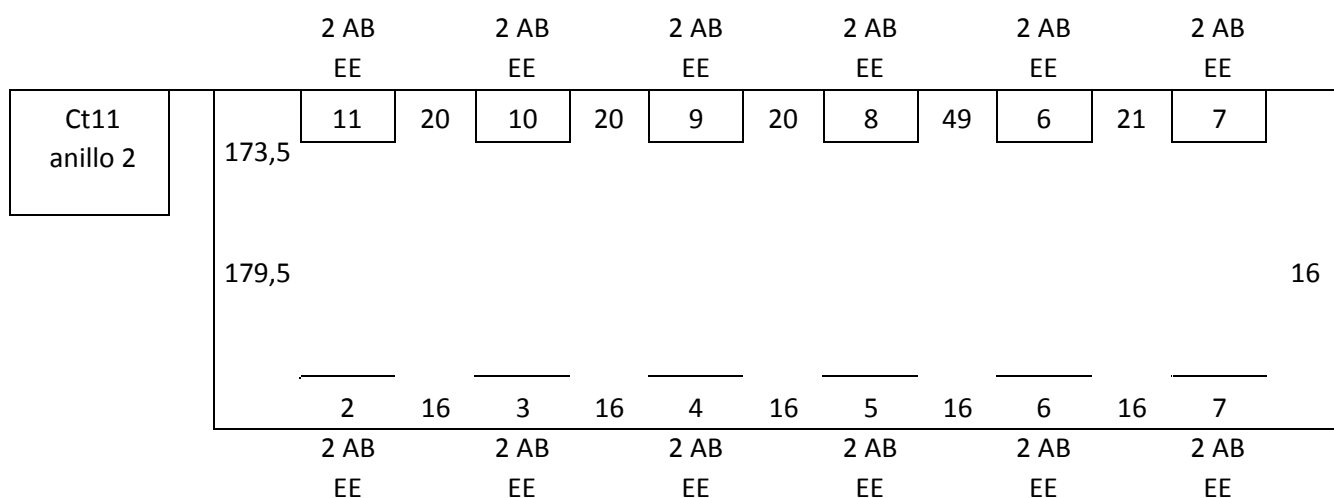 2 AB 2 AB 2 AB 2 AB 2 AB 2 AB
EE EE EE EE EE EE
Ct11 11 20 10 20 9 20 8 49 6 21 7
anillo 2
173,5
179,5 16
2 16 3 16 4 16 5 16 6 16 7
2 AB 2 AB 2 AB 2 AB 2 AB 2 AB
EE EE EE EE EE EE